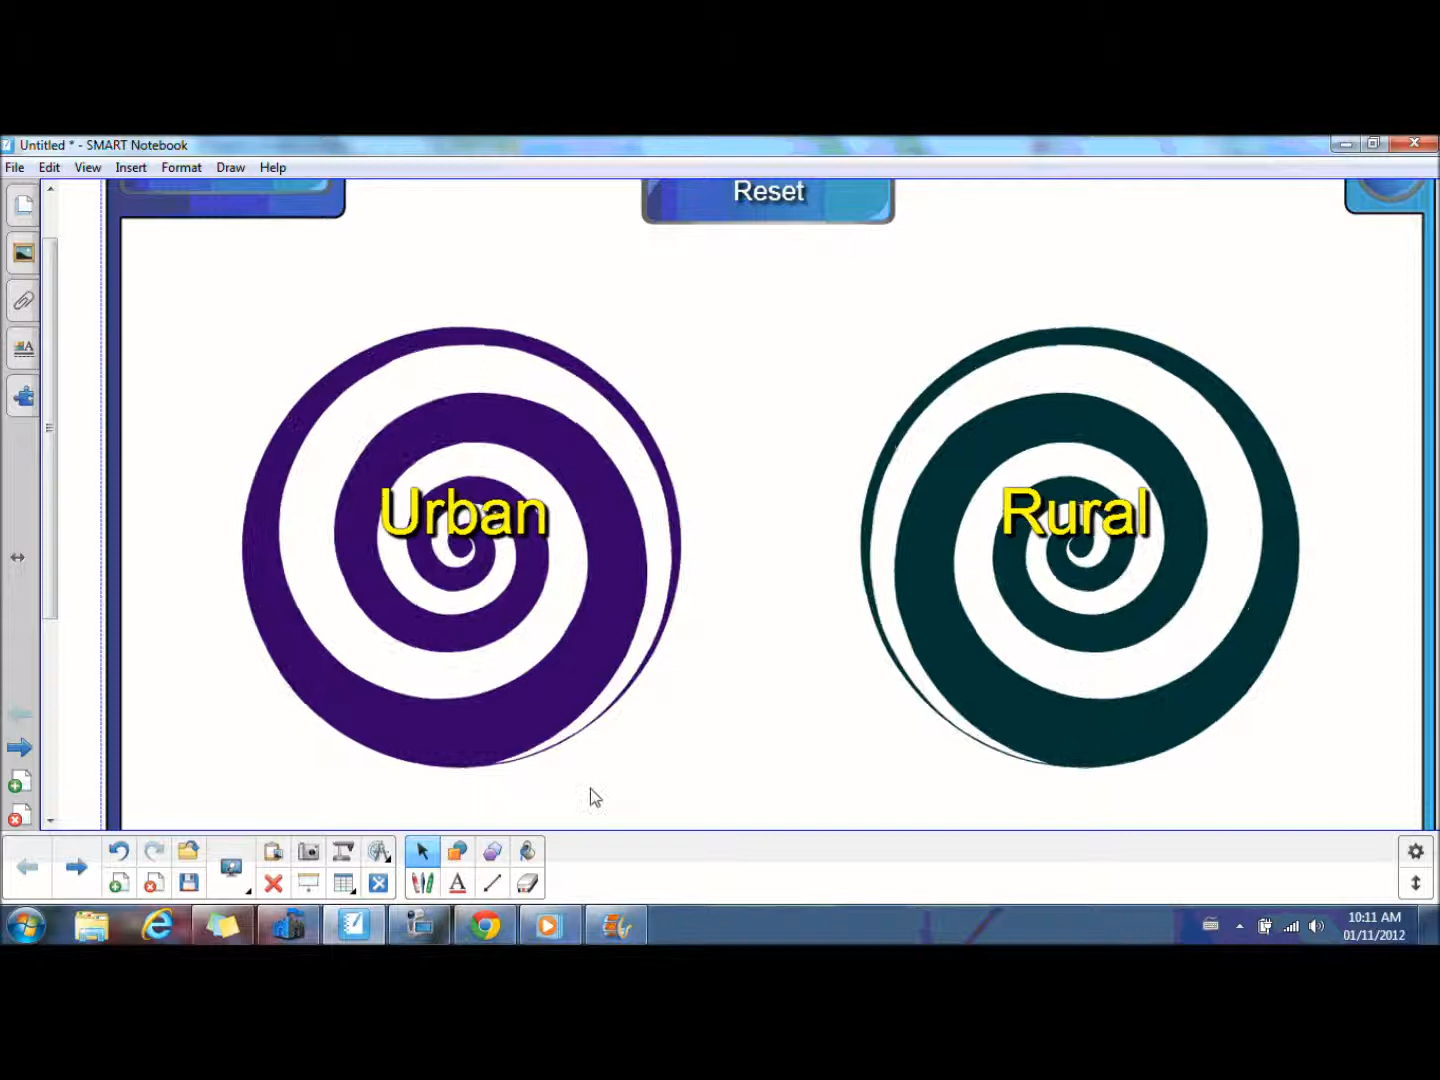 Untitled * - SMART Notebook
File Edit View Insert Format Draw Help
Reset
Urban
Rural
10:11 AM
01/11/2012